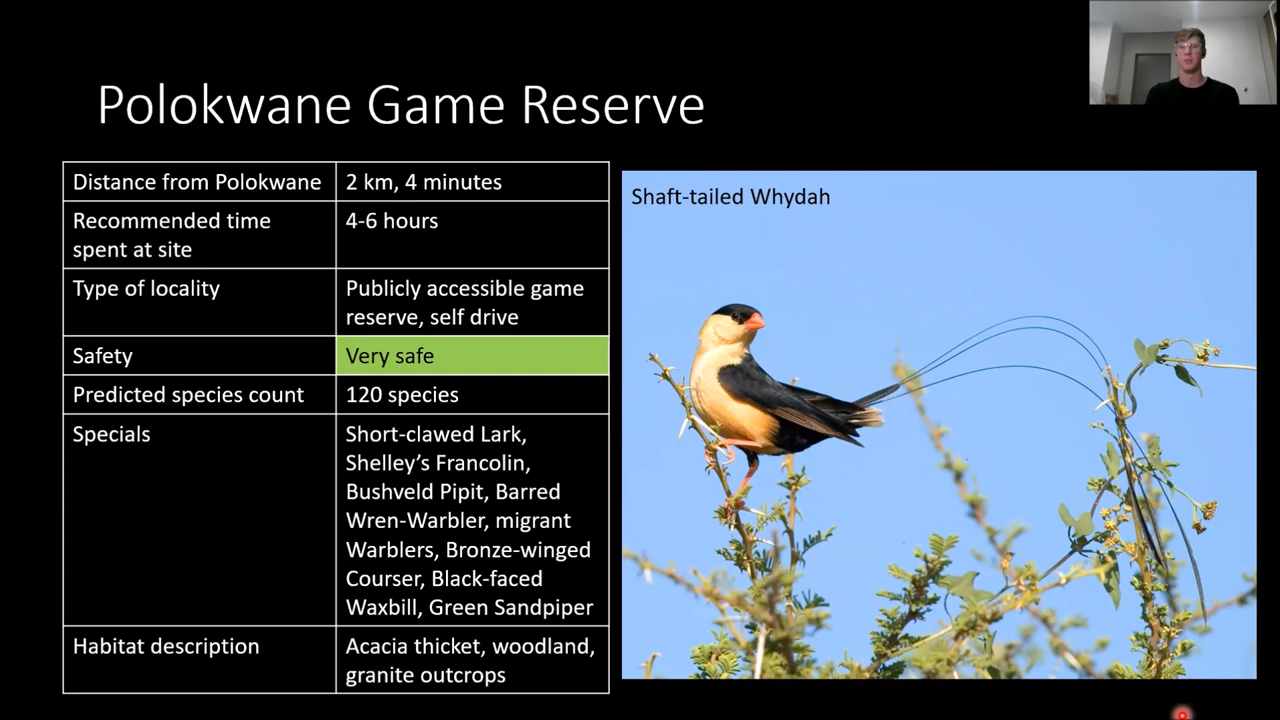 Polokwane Game Reserve
Distance from Polokwane
2 km, 4 minutes
Recommended time
spent at site
4-6 hours
Type of locality
Publicly accessible game
reserve, self drive
Safety
Very safe
Predicted species count
120 species
Specials
Short-clawed Lark,
Shelley’s Francolin,
Bushveld Pipit, Barred
Wren-Warbler, migrant
Warblers, Bronze-winged
Courser, Black-faced
Waxbill, Green Sandpiper
Habitat description
Acacia thicket, woodland,
granite outcrops
Shaft-tailed Whydah